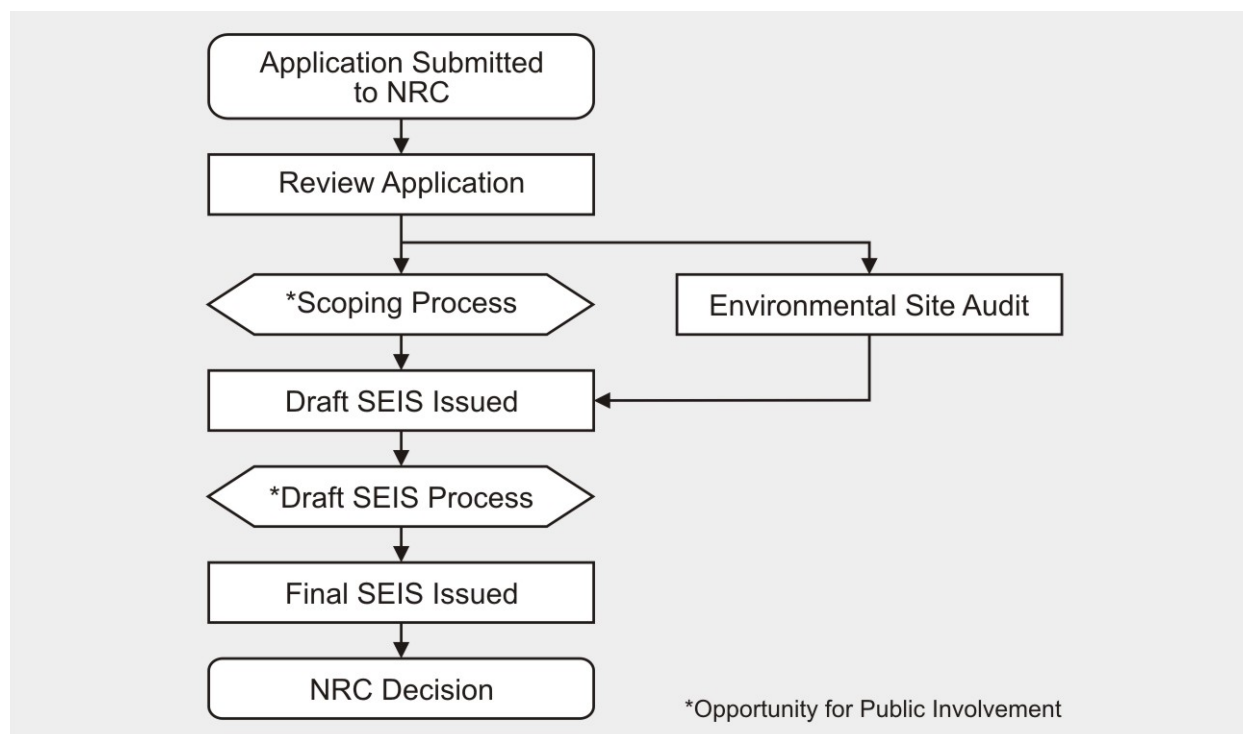 Application Submitted
to NRC
Review Application
*Scoping Process
Environmental Site Audit
Draft SEIS Issued
*Draft SEIS Process
Final SEIS Issued
NRC Decision
*Opportunity for Public Involvement